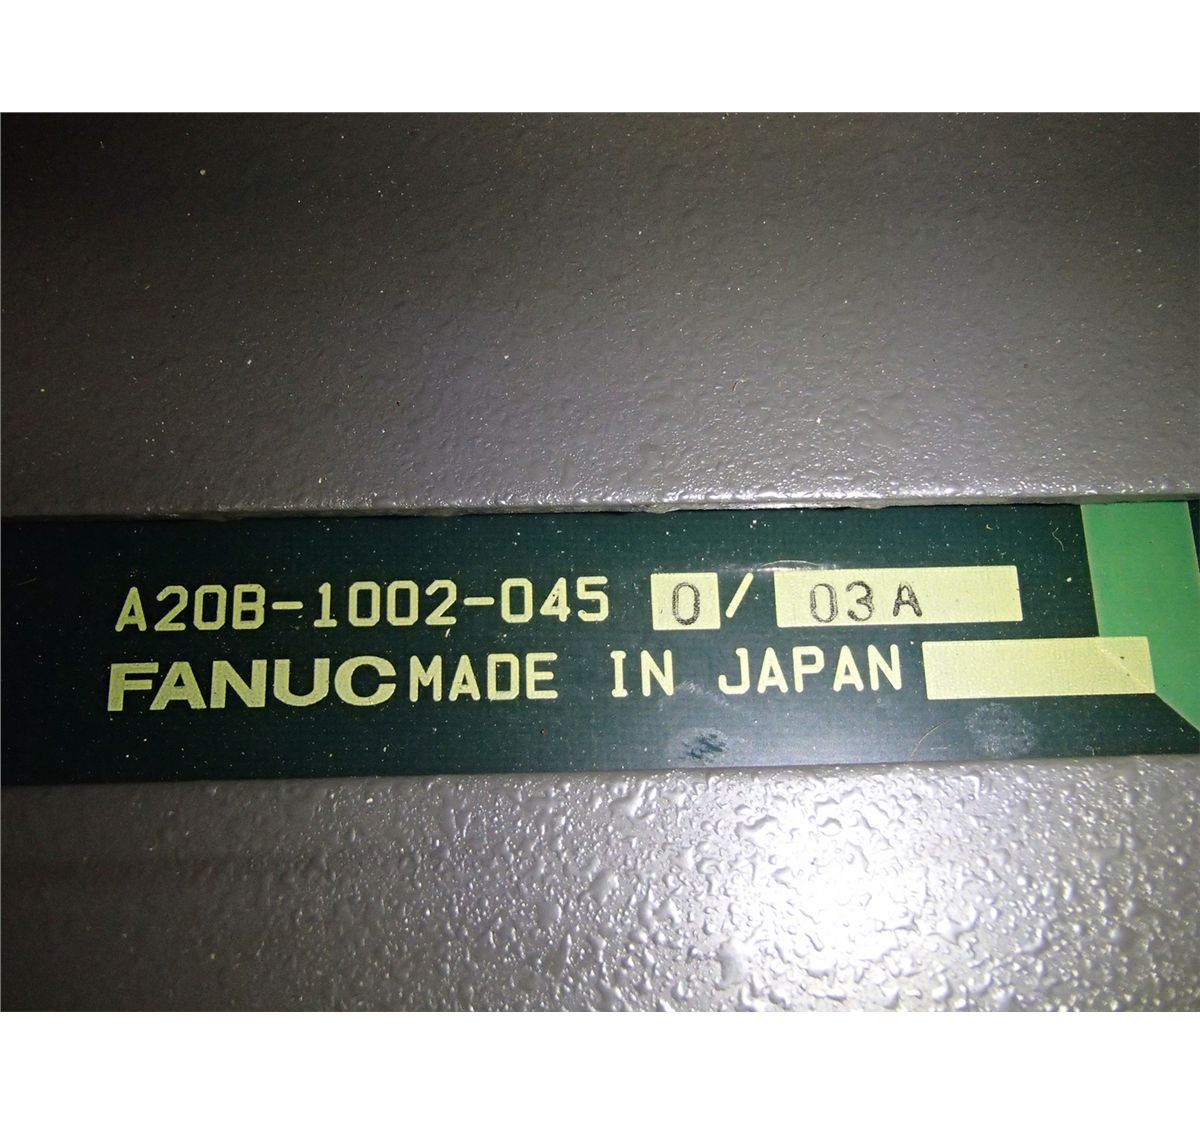 A20B-1002-045 0/ 03A
FANUC MADE IN JAPAN